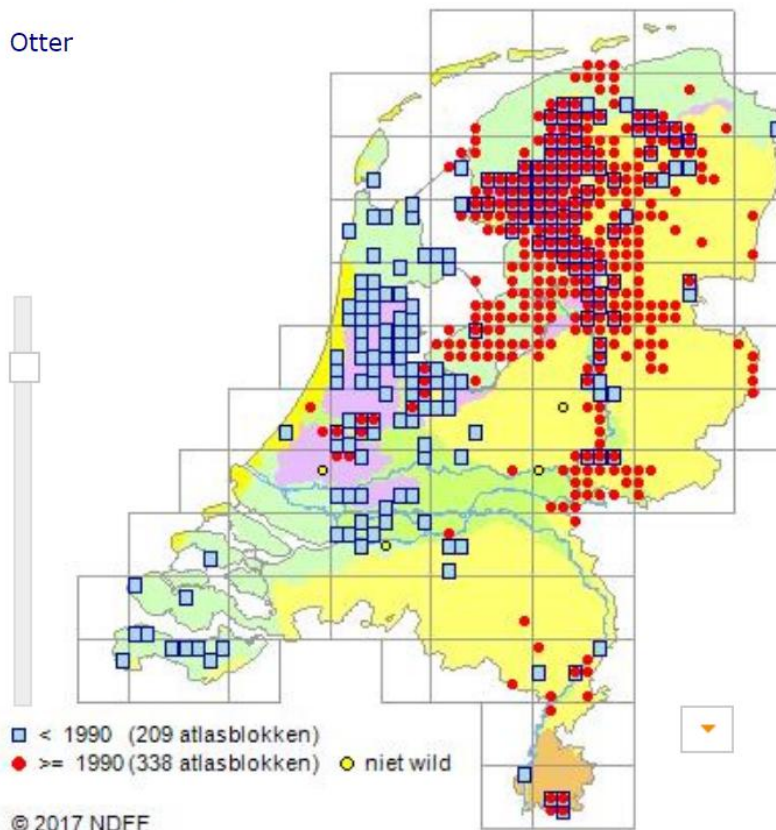 Otter
< 1990 (209 atlasblokken)
>= 1990 (338 atlasblokken) niet wild
© 2017 NDFF